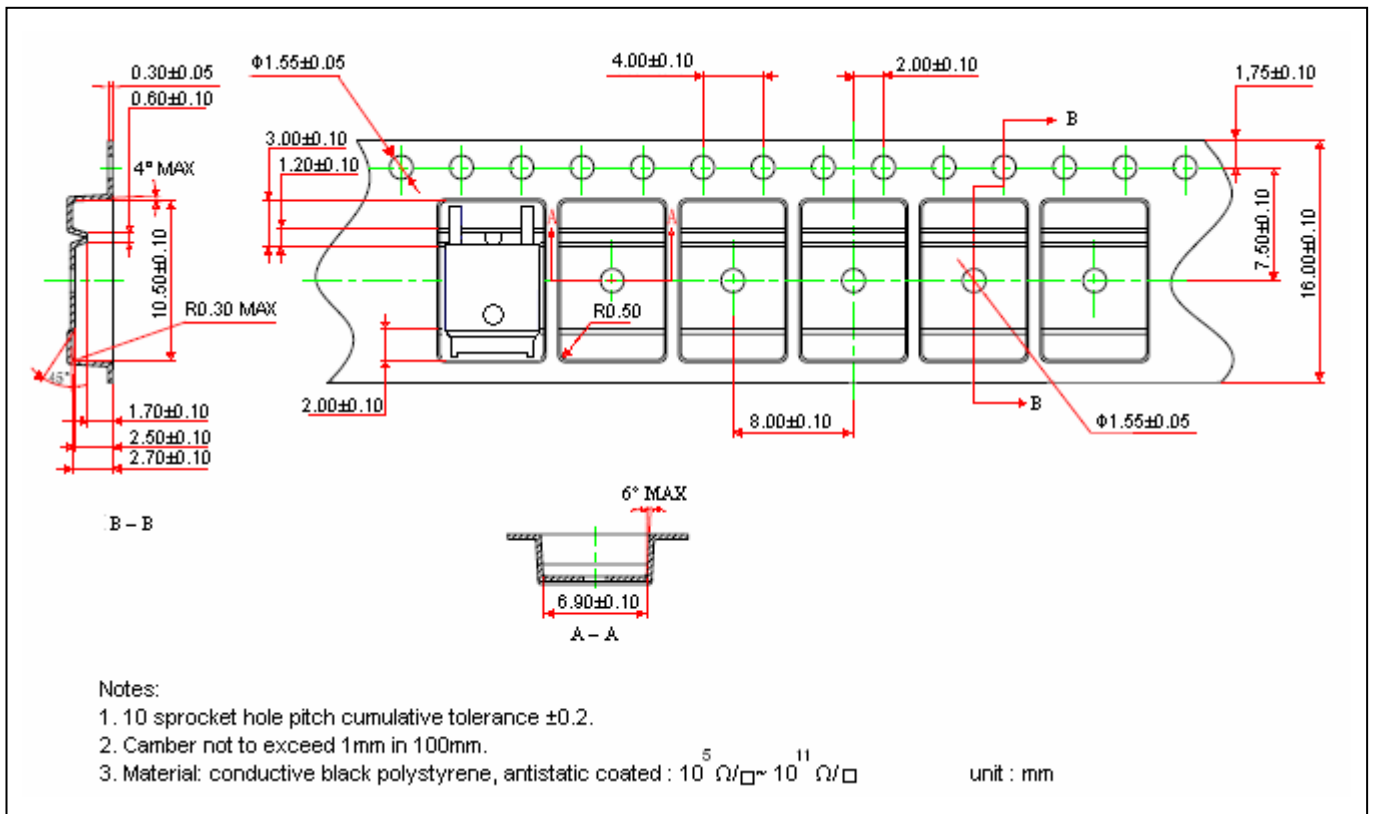 0.30±0.05
0.60±0.10
4° MAX
10.50±0.10
R0.30 MAX
45°
1.70±0.10
2.50±0.10
2.70±0.10
B – B
Φ1.55±0.05
3.00±0.10
1.20±0.10
4.00±0.10
2.00±0.10
B
1,75±0.10
7.50±0.10
16.00±0.10
A
A
R0.50
2.00±0.10
8.00±0.10
B
Φ1.55±0.05
6° MAX
6.90±0.10
A – A
Notes:
1. 10 sprocket hole pitch cumulative tolerance ±0.2.
2. Camber not to exceed 1mm in 100mm.
3. Material: conductive black polystyrene, antistatic coated : 10⁵ Ω/□~ 10¹¹ Ω/□ unit : mm